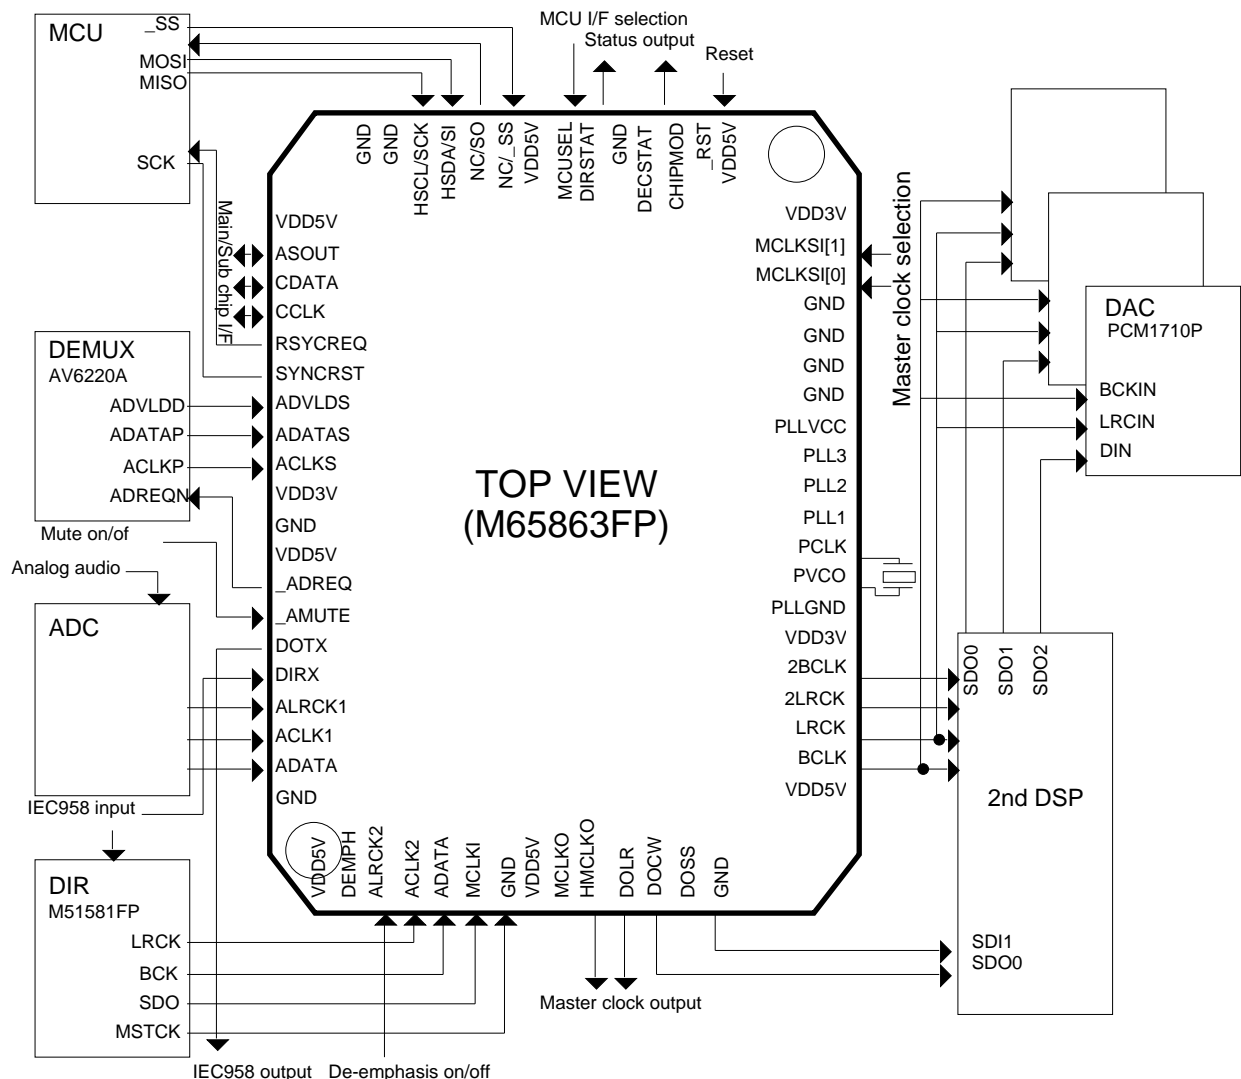 MCU
_SS
MOSI
MISO
SCK
MCU I/F selection
Status output
Reset
GND
GND
HSCL/SCK
HSDA/SI
NC/SO
NC/_SS
VDD5V
MCUSEL
DIRSTAT
GND
DECSTAT
CHIPMOD
_RST
VDD5V
Main/Sub chip I/F
VDD5V
ASOUT
CDATA
CCLK
RSYCREQ
SYNCRST
ADVLDS
ADATAS
ACLKS
VDD3V
GND
VDD5V
_ADREQ
_AMUTE
DOTX
DIRX
ALRCK1
ACLK1
ADATA
GND
DEMUX
AV6220A
ADVLDD
ADATAP
ACLKP
ADREQN
Mute on/of
Analog audio
ADC
IEC958 input
DIR
M51581FP
LRCK
BCK
SDO
MSTCK
IEC958 output
De-emphasis on/off
TOP VIEW
(M65863FP)
VDD3V
MCLKSI[1]
MCLKSI[0]
GND
GND
GND
GND
PLLVCC
PLL3
PLL2
PLL1
PCLK
PVCO
PLLGND
VDD3V
2BCLK
2LRCK
LRCK
BCLK
VDD5V
Master clock selection
VDD5V
DEMPH
ALRCK2
ACLK2
ADATA
MCLKI
GND
VDD5V
MCLKO
HMCLKO
DOLR
DOCW
DOSS
GND
Master clock output
DAC
PCM1710P
BCKIN
LRCIN
DIN
SDO0
SDO1
SDO2
2nd DSP
SDI1
SDO0